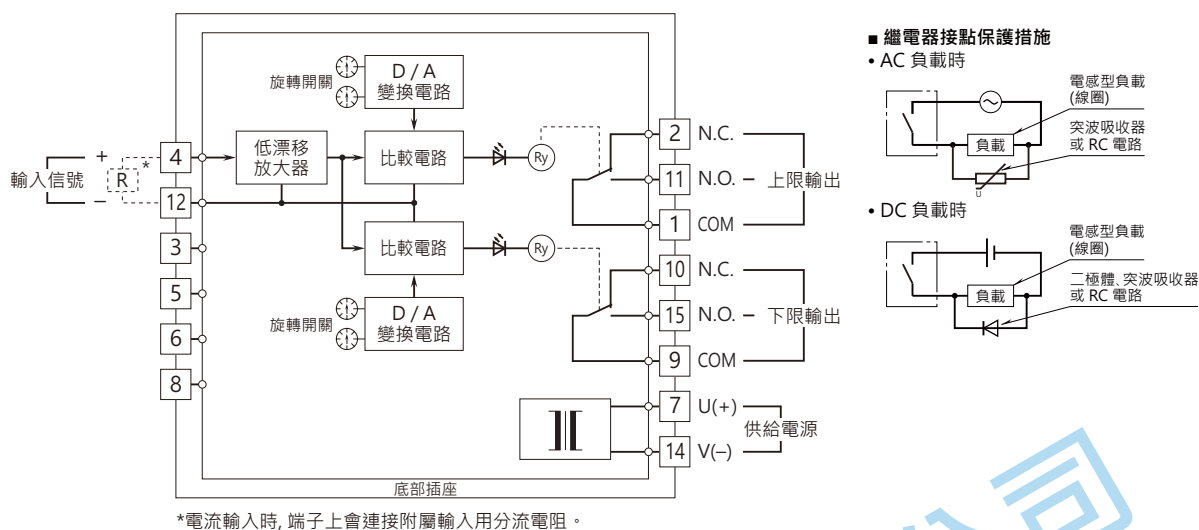 旋轉開關
D / A
變換電路
低漂移
放大器
比較電路
Ry
輸入信號
+
–
R
*
4
12
3
5
6
8
比較電路
Ry
旋轉開關
D / A
變換電路
2 N.C.
11 N.O. – 上限輸出
1 COM
10 N.C.
15 N.O. – 下限輸出
9 COM
7 U(+)
供給電源
14 V(–)
底部插座
*電流輸入時, 端子上會連接附屬輸入用分流電阻。
■ 繼電器接點保護措施
• AC 負載時
電感型負載
(線圈)
負載
突波吸收器
或 RC 電路
U
• DC 負載時
電感型負載
(線圈)
負載
二極體、突波吸收器
或 RC 電路
公司